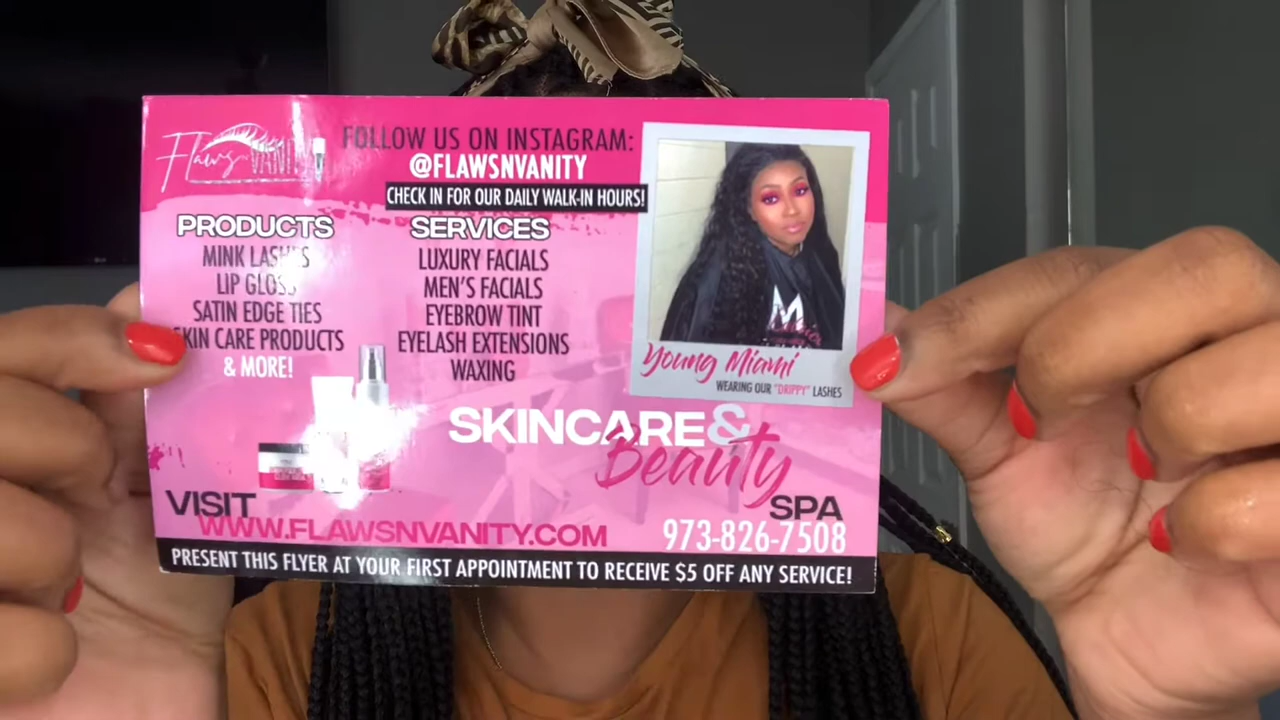 Flaws N VANITY
FOLLOW US ON INSTAGRAM:
@FLAWSNVANITY
CHECK IN FOR OUR DAILY WALK-IN HOURS!
PRODUCTS
MINK LASHES
LIP GLOSS
SATIN EDGE TIES
SKIN CARE PRODUCTS
& MORE!
SERVICES
LUXURY FACIALS
MEN'S FACIALS
EYEBROW TINT
EYELASH EXTENSIONS
WAXING
Young Miami
WEARING OUR "DRIPPY" LASHES
SKINCARE &
Beauty
SPA
VISIT
WWW.FLAWSNVANITY.COM
973-826-7508
PRESENT THIS FLYER AT YOUR FIRST APPOINTMENT TO RECEIVE $5 OFF ANY SERVICE!